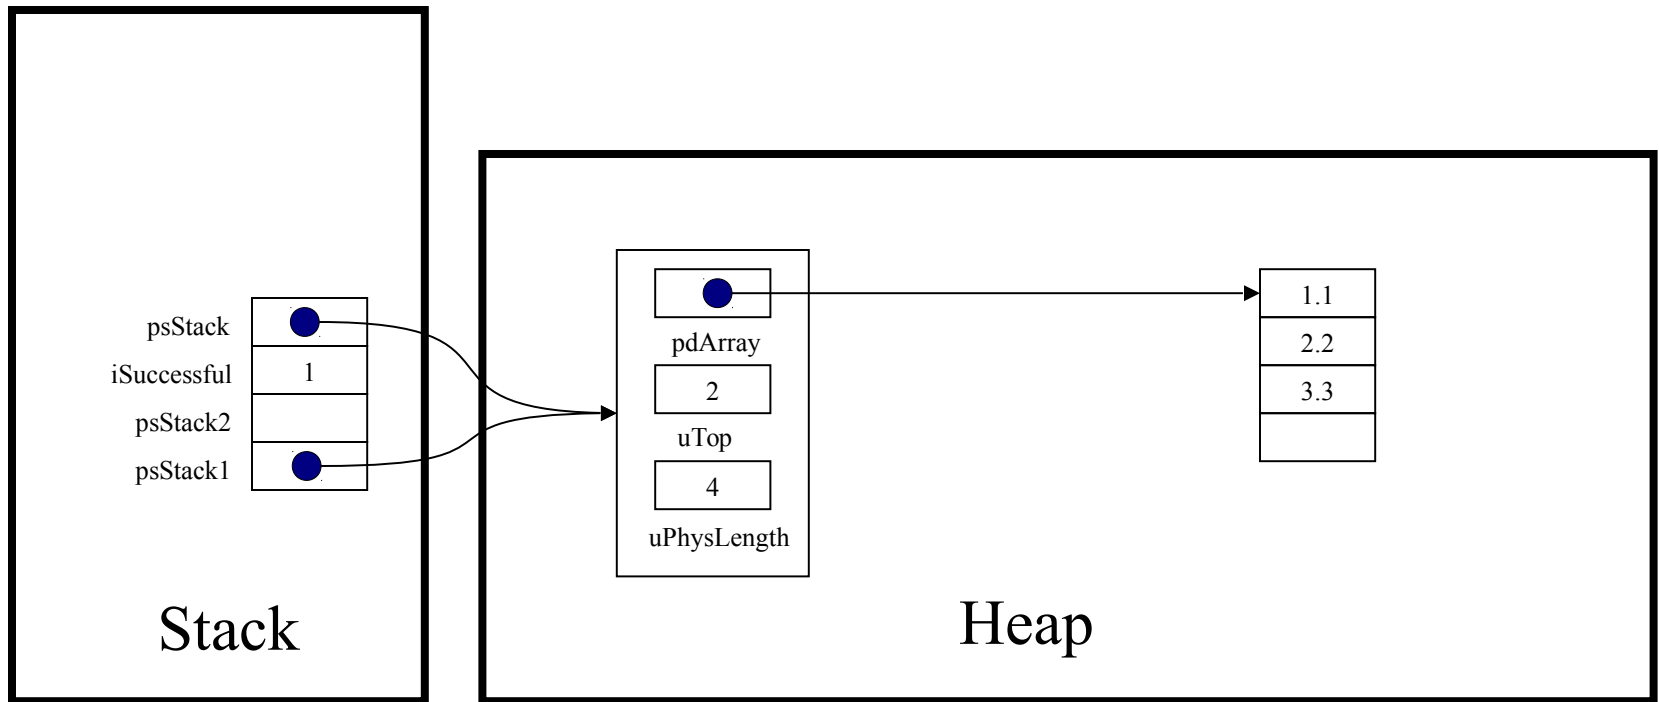 psStack
iSuccessful 1
psStack2
psStack1
Stack
pdArray
2
uTop
4
uPhysLength
1.1
2.2
3.3
Heap